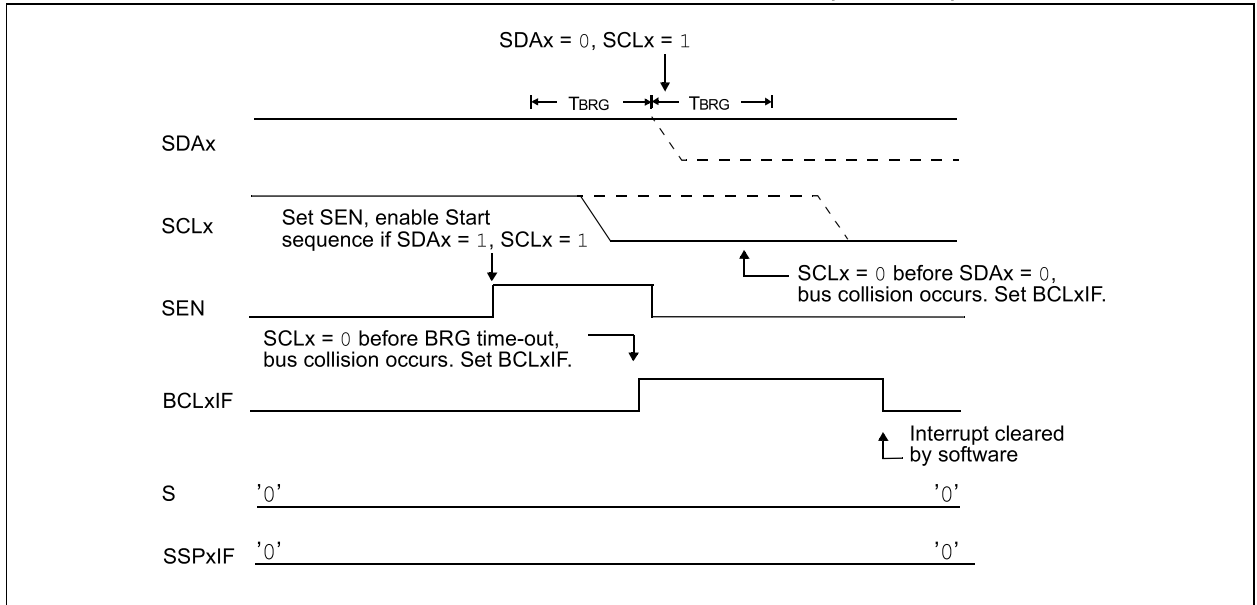 SDAx = 0, SCLx = 1
TBRG TBRG
SDAx
SCLx
Set SEN, enable Start
sequence if SDAx = 1, SCLx = 1
SCLx = 0 before SDAx = 0,
bus collision occurs. Set BCLxIF.
SEN
SCLx = 0 before BRG time-out,
bus collision occurs. Set BCLxIF.
BCLxIF
Interrupt cleared
by software
S '0' '0'
SSPxIF '0' '0'